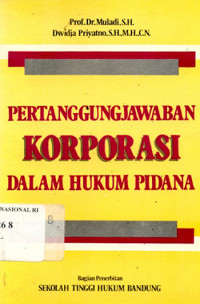 Prof.Dr.Muladi,S.H.
Dwidja Priyatno,S.H,M.H,C.N.
PERTANGGUNGJAWABAN
KORPORASI
DALAM HUKUM PIDANA
NASIONAL RI
8
68
Bagian Penerbitan
SEKOLAH TINGGI HUKUM BANDUNG